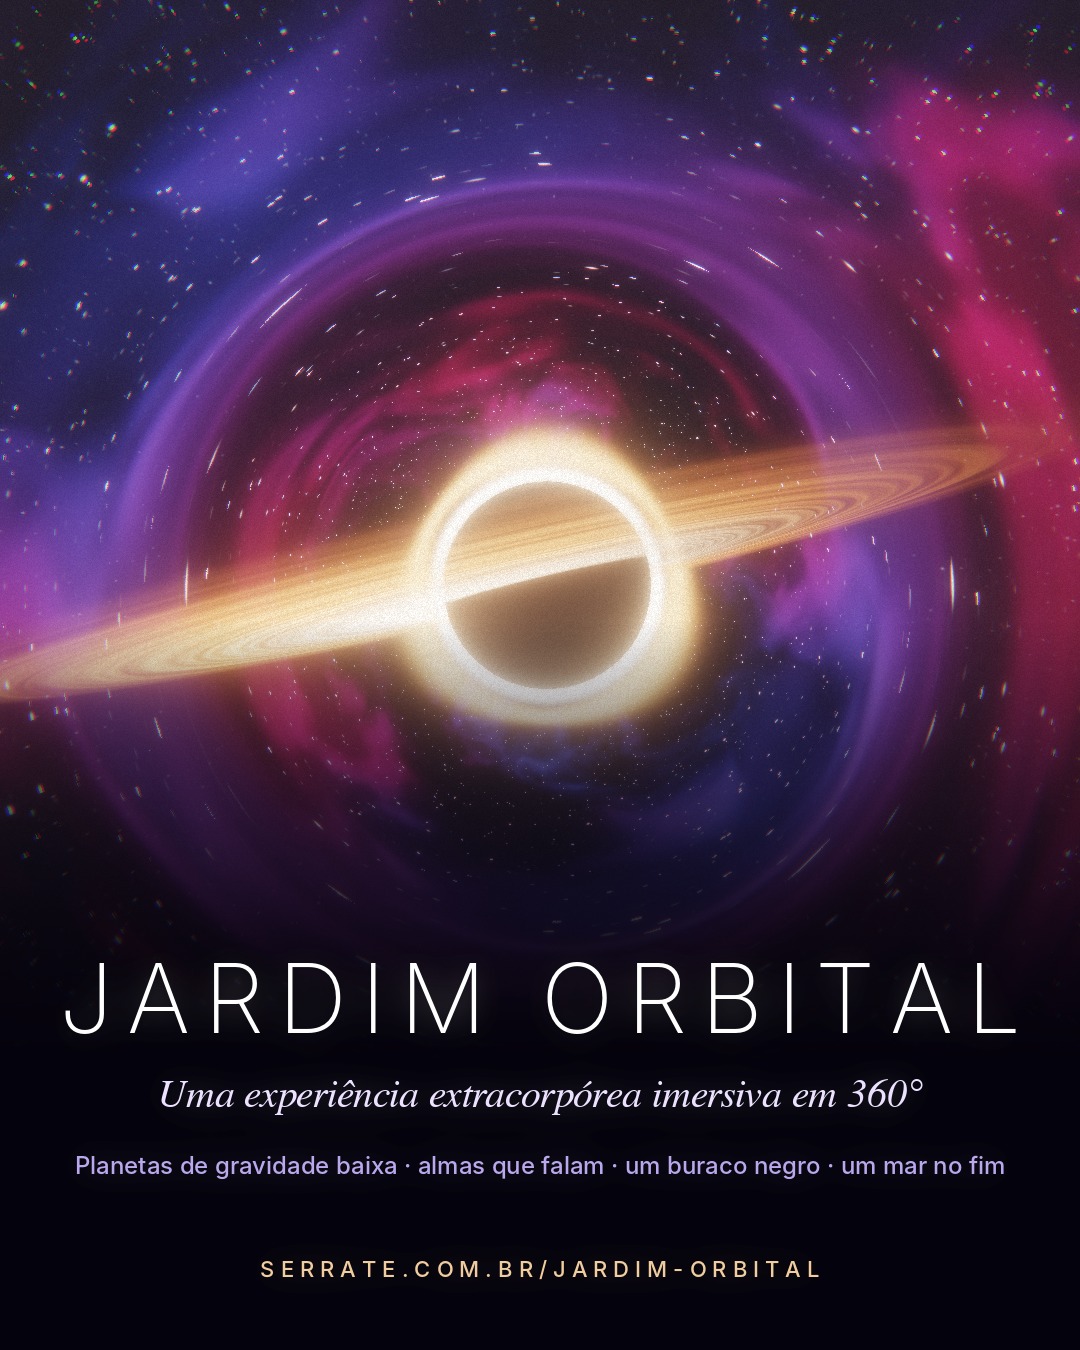 JARDIM ORBITAL
Uma experiência extracorpórea imersiva em 360°
Planetas de gravidade baixa · almas que falam · um buraco negro · um mar no fim
SERRATE.COM.BR/JARDIM-ORBITAL